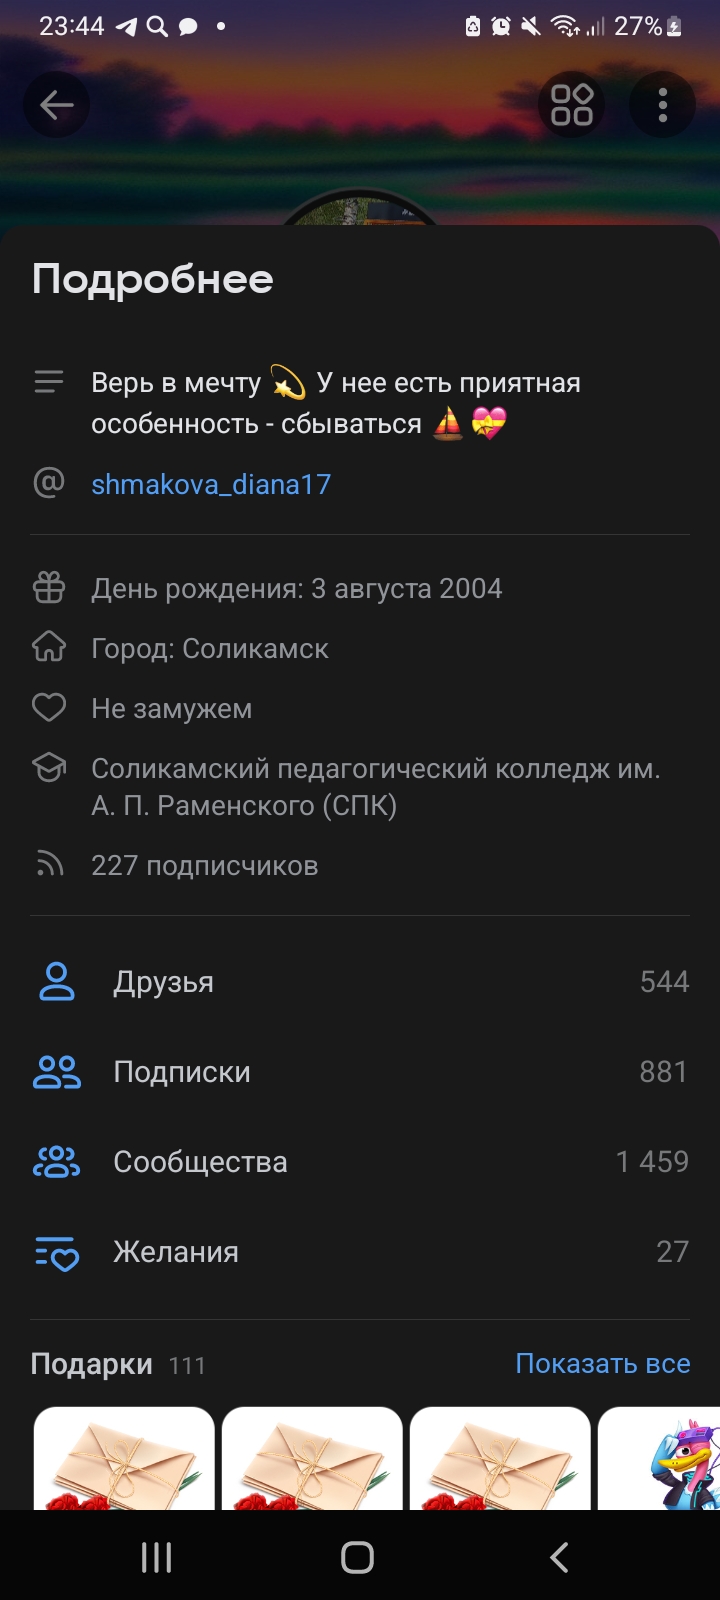 23:44
27%
Подробнее
Верь в мечту 💫 У нее есть приятная
особенность - сбываться ⛵💝
shmakova_diana17
День рождения: 3 августа 2004
Город: Соликамск
Не замужем
Соликамский педагогический колледж им.
А. П. Раменского (СПК)
227 подписчиков
Друзья 544
Подписки 881
Сообщества 1 459
Желания 27
Подарки 111 Показать все